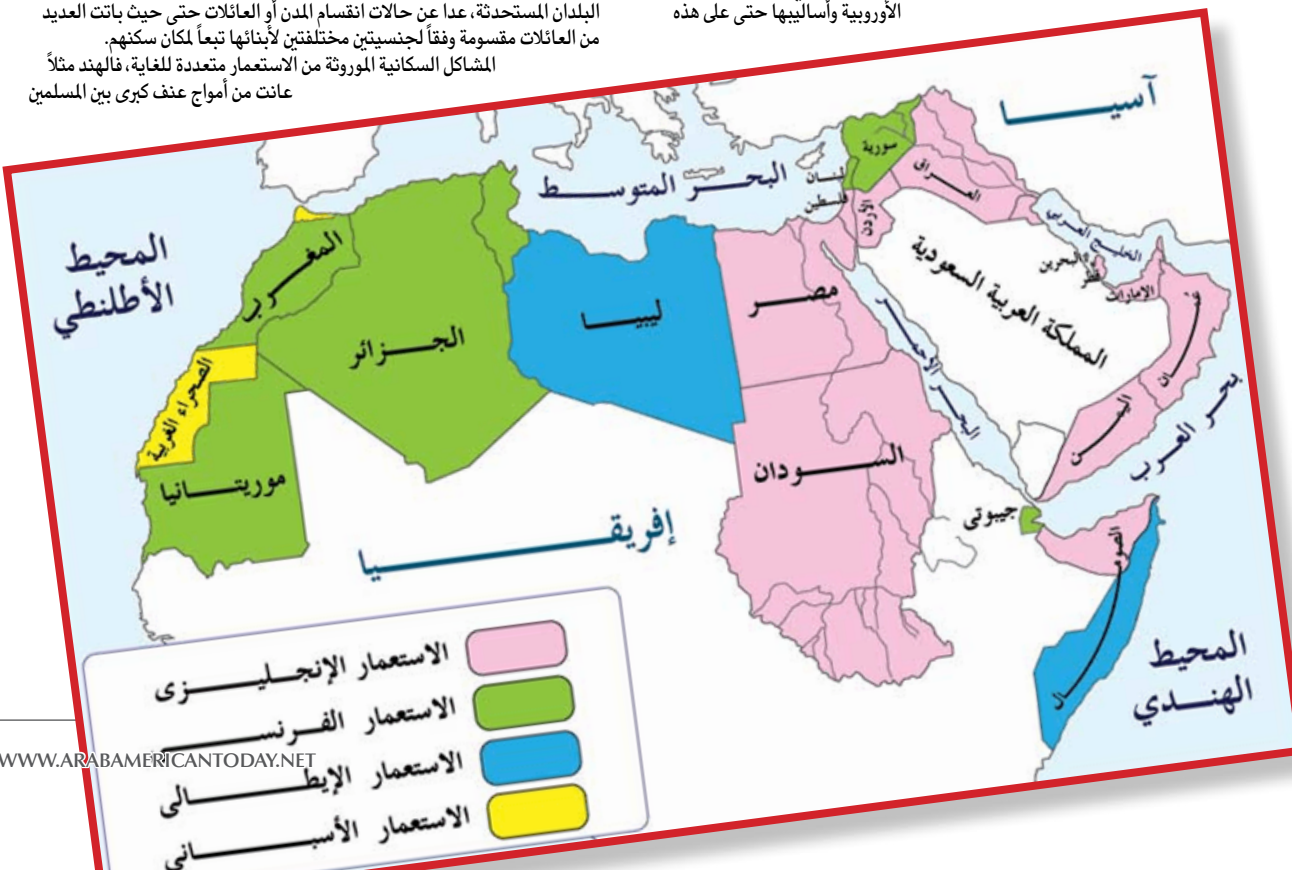 البلدان المستحدثة، عدا عن حالات انقسام المدن أو العائلات حتى حيث باتت العديد
من العائلات مقسومة وفقاً لجنسيتين مختلفتين لأبنائها تبعاً لمكان سكنهم.
المشاكل السكانية الموروثة من الاستعمار متعددة للغاية، فالهند مثلاً
عانت من أمواج عنف كبرى بين المسلمين
الأوروبية وأساليبها حتى على هذه
آسيا
البحر المتوسط
سورية
لبنان
فلسطين
الأردن
العراق
الخليج العربي
البحرين
قطر
الإمارات
عُمان
المملكة العربية السعودية
اليمن
بحر العرب
البحر الأحمر
المحيط
الأطلنطي
المغرب
الجزائر
ليبيا
مصر
الصحراء الغربية
موريتانيا
السودان
جيبوتى
الصومال
إفريقيا
المحيط
الهندي
الاستعمار الإنجليزى
الاستعمار الفرنسـ
الاستعمار الإيطالى
الاستعمار الأسبانى
WWW.ARABAMERICANTODAY.NET